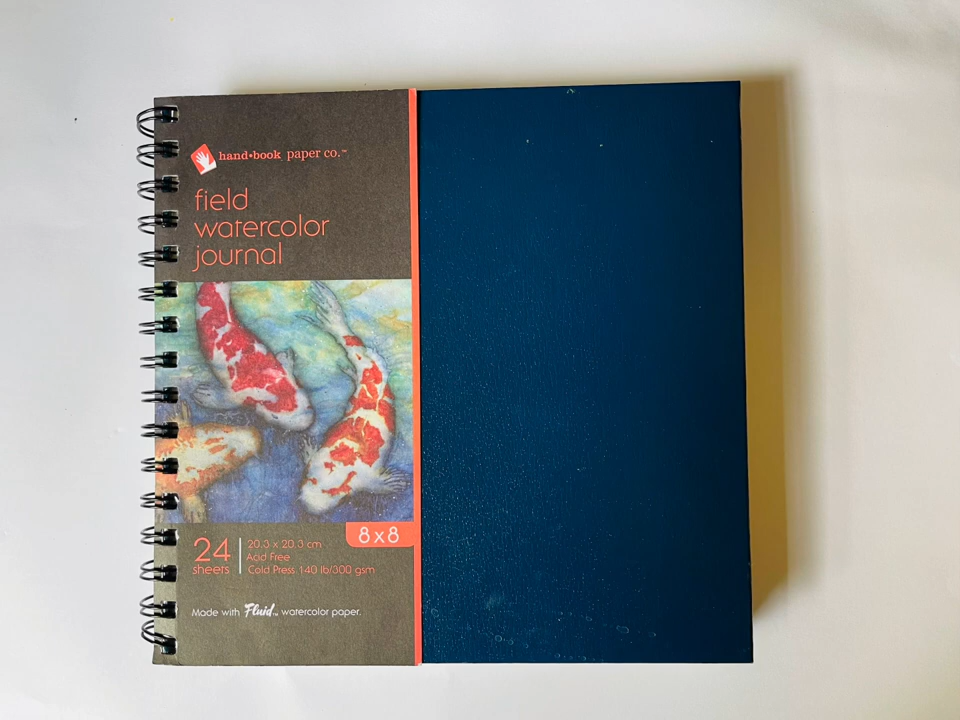 hand•book paper co.™
field
watercolor
journal
8x8
24
sheets
20.3 x 20.3 cm
Acid Free
Cold Press 140 lb/300 gsm
Made with Fluid™ watercolor paper.